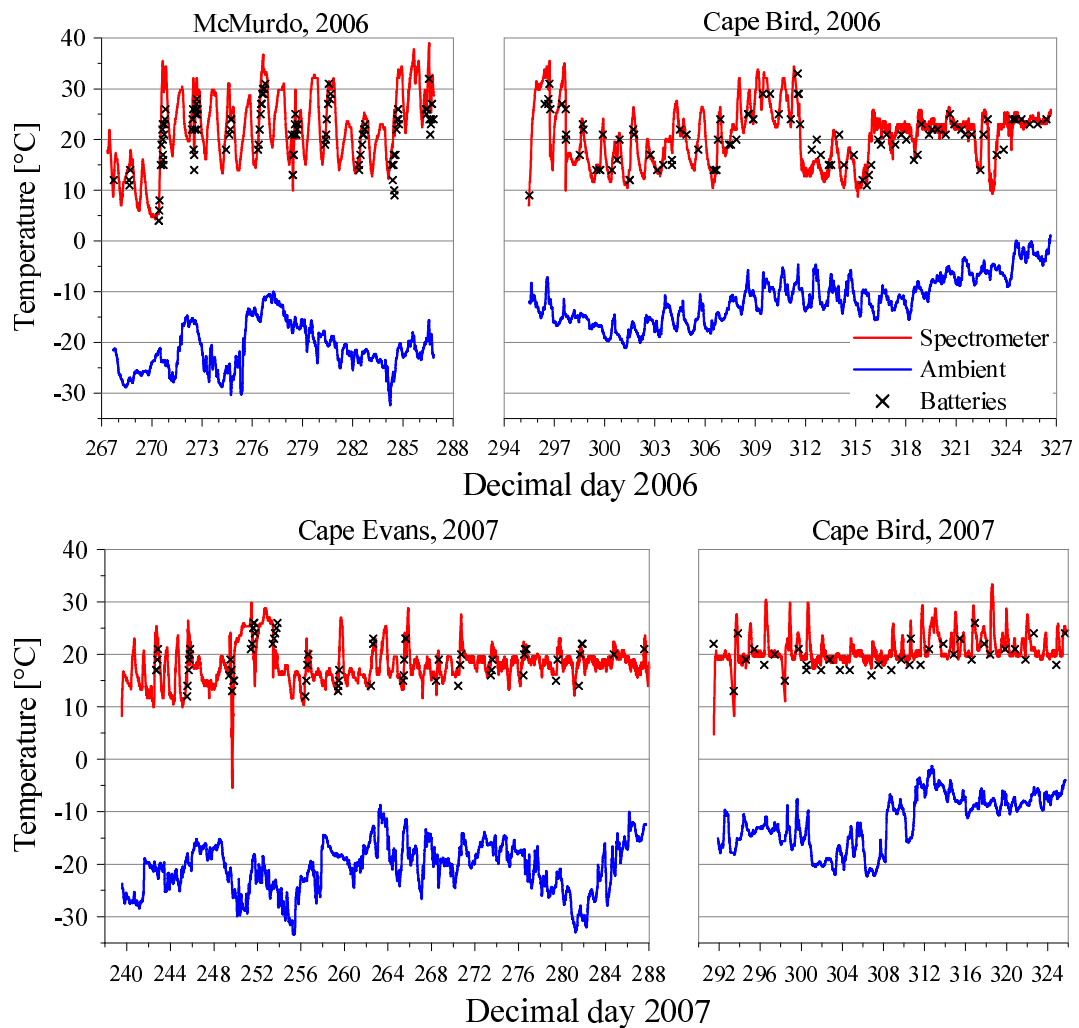 McMurdo, 2006
Cape Bird, 2006
Temperature [°C]
40
30
20
10
0
-10
-20
-30
Spectrometer
Ambient
Batteries
267 270 273 276 279 282 285 288
294 297 300 303 306 309 312 315 318 321 324 327
Decimal day 2006
Cape Evans, 2007
Cape Bird, 2007
Temperature [°C]
40
30
20
10
0
-10
-20
-30
240 244 248 252 256 260 264 268 272 276 280 284 288
292 296 300 304 308 312 316 320 324
Decimal day 2007